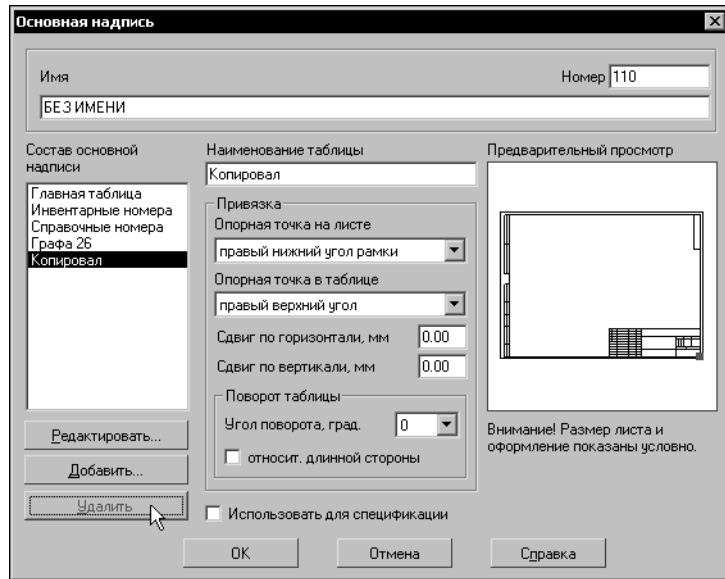 Основная надпись
Имя
Номер 110
БЕЗ ИМЕНИ
Состав основной
надписи
Главная таблица
Инвентарные номера
Справочные номера
Графа 26
Копировал
Редактировать...
Добавить...
Удалить
Наименование таблицы
Копировал
Привязка
Опорная точка на листе
правый нижний угол рамки
Опорная точка в таблице
правый верхний угол
Сдвиг по горизонтали, мм 0.00
Сдвиг по вертикали, мм 0.00
Поворот таблицы
Угол поворота, град. 0
относит. длинной стороны
Использовать для спецификации
Предварительный просмотр
Внимание! Размер листа и
оформление показаны условно.
OK
Отмена
Справка